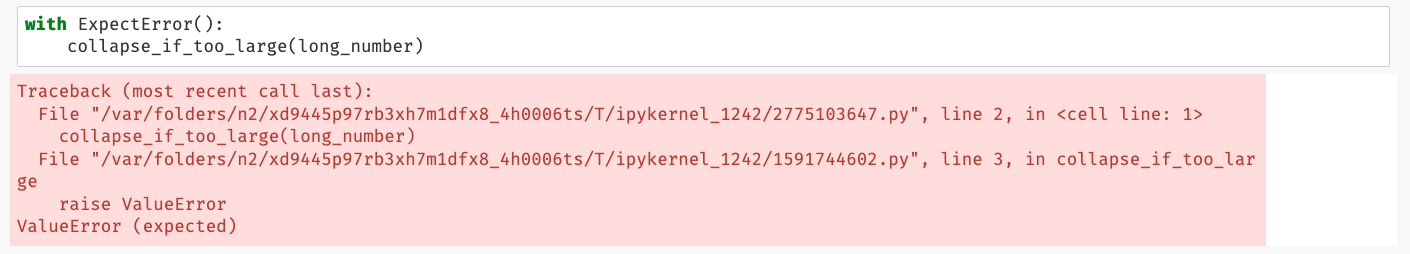 with ExpectError():
    collapse_if_too_large(long_number)
Traceback (most recent call last):
  File "/var/folders/n2/xd9445p97rb3xh7m1dfx8_4h0006ts/T/ipykernel_1242/2775103647.py", line 2, in <cell line: 1>
    collapse_if_too_large(long_number)
  File "/var/folders/n2/xd9445p97rb3xh7m1dfx8_4h0006ts/T/ipykernel_1242/1591744602.py", line 3, in collapse_if_too_lar
ge
    raise ValueError
ValueError (expected)